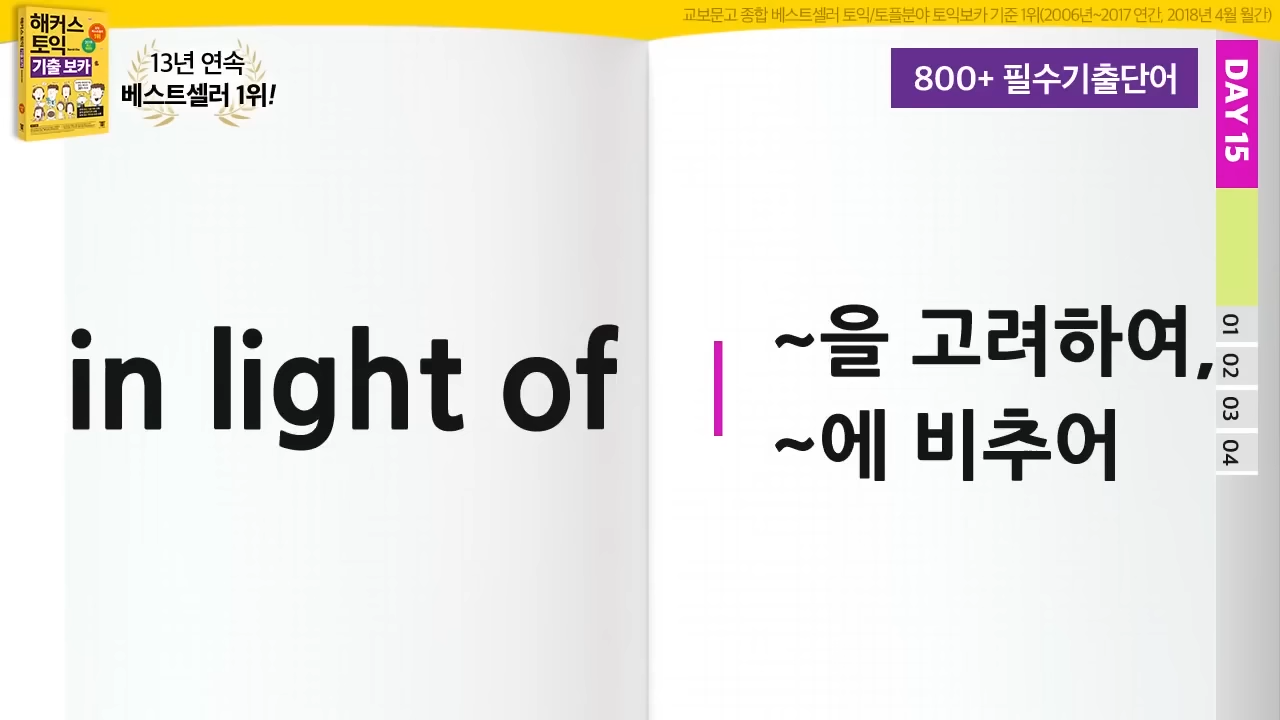 교보문고 종합 베스트셀러 토익/토플분야 토익보카 기준 1위(2006년~2017 연간, 2018년 4월 월간)
해커스
토익
기출 보카
13년 연속
베스트셀러 1위!
800+ 필수기출단어
DAY 15
in light of
~을 고려하여,
~에 비추어
01
02
03
04